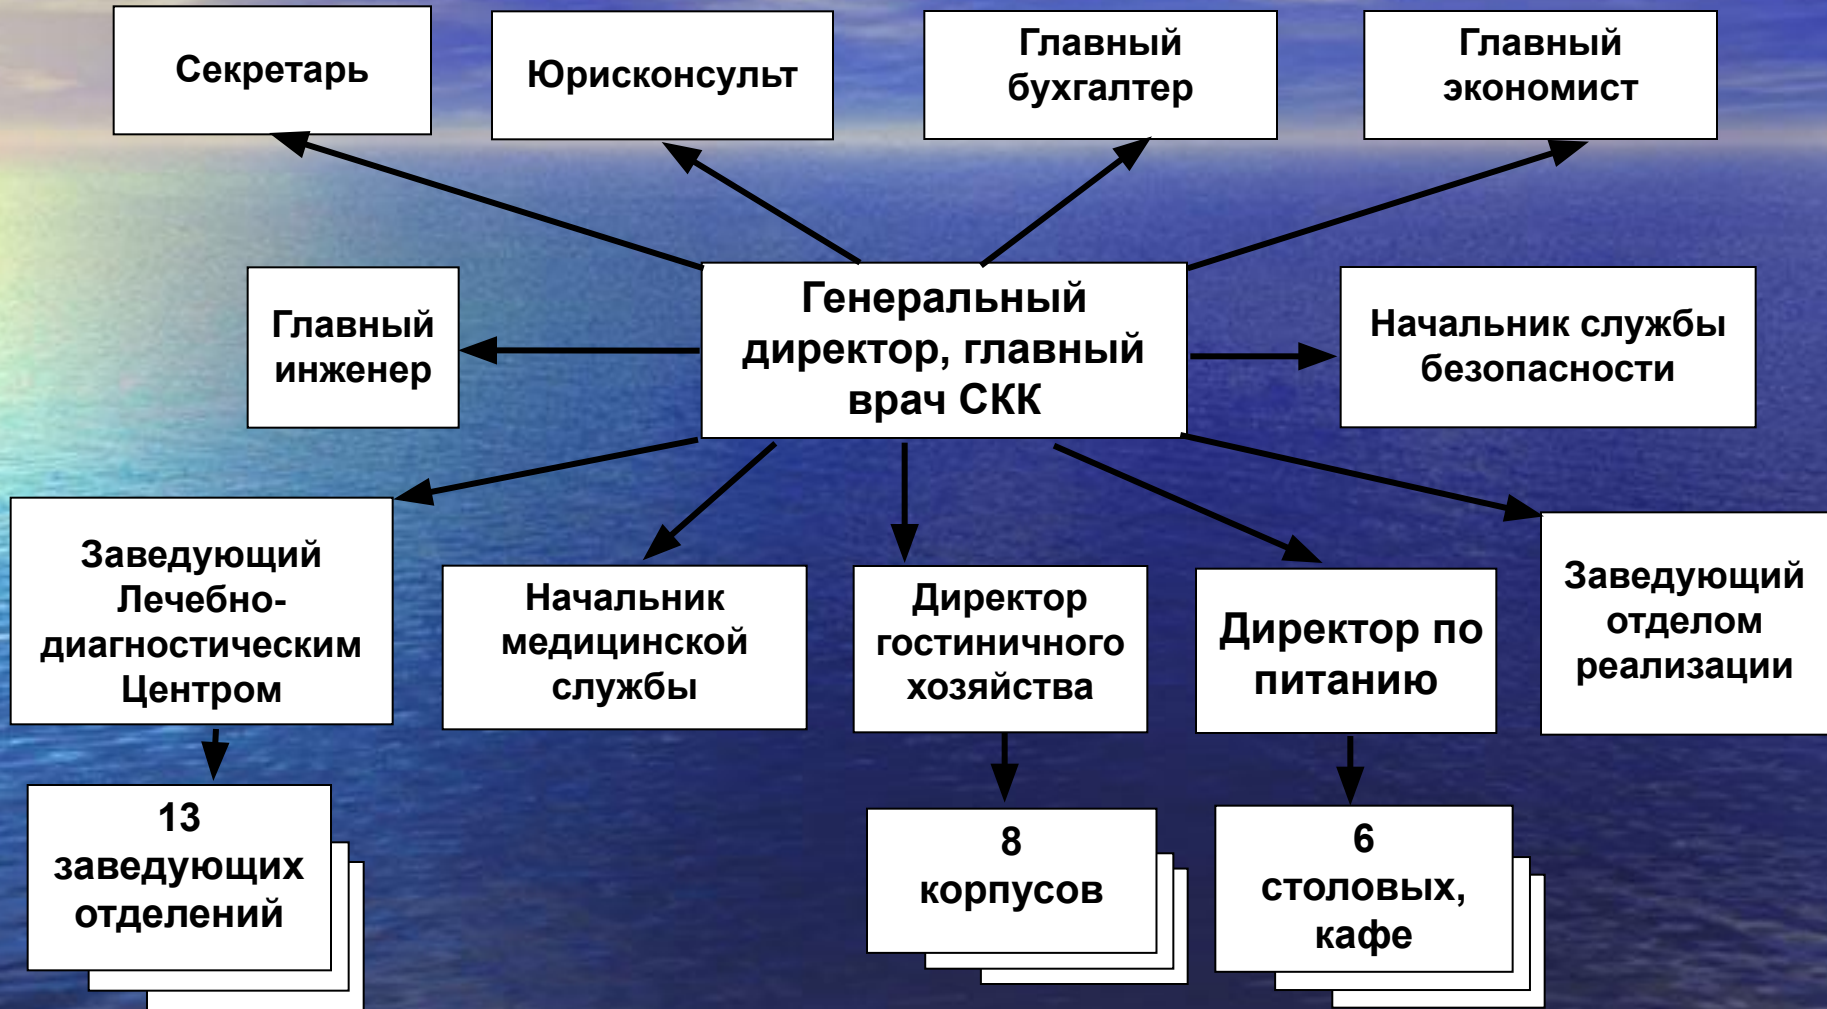 Секретарь
Юрисконсульт
Главный
бухгалтер
Главный
экономист
Главный
инженер
Генеральный
директор, главный
врач СКК
Начальник службы
безопасности
Заведующий
Лечебно-
диагностическим
Центром
Начальник
медицинской
службы
Директор
гостиничного
хозяйства
Директор по
питанию
Заведующий
отделом
реализации
13
заведующих
отделений
8
корпусов
6
столовых,
кафе